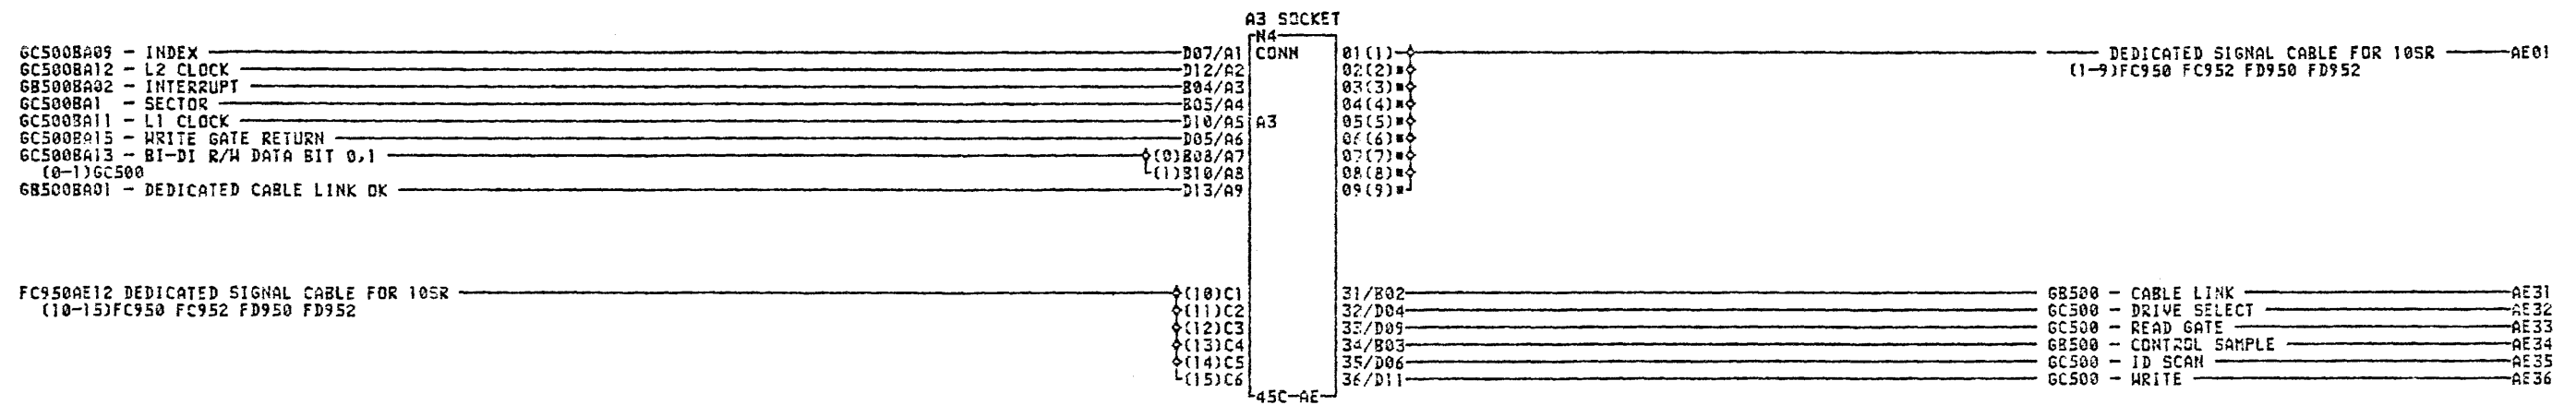 A3 SOCKET
N4
GC500BA09 - INDEX D07/A1 CONN 01(1) DEDICATED SIGNAL CABLE FOR 10SR AE01
GC500BA12 - L2 CLOCK D12/A2 02(2) (1-9)FC950 FC952 FD950 FD952
GB500BA02 - INTERRUPT B04/A3 03(3)
GC500BA1 - SECTOR B05/A4 04(4)
GC500BA11 - L1 CLOCK D10/A5 A3 05(5)
GC500BA15 - WRITE GATE RETURN D05/A6 06(6)
GC500BA13 - BI-DI R/W DATA BIT 0,1 (0)B08/A7 07(7)
(0-1)GC500 (1)B10/A8 08(8)
GB500BA01 - DEDICATED CABLE LINK OK D13/A9 09(9)
FC950AE12 DEDICATED SIGNAL CABLE FOR 10SR (10)C1 31/B02 GB500 - CABLE LINK AE31
(10-15)FC950 FC952 FD950 FD952 (11)C2 32/D04 GC500 - DRIVE SELECT AE32
(12)C3 33/D09 GC500 - READ GATE AE33
(13)C4 34/B03 GB500 - CONTROL SAMPLE AE34
(14)C5 35/D06 GC500 - ID SCAN AE35
(15)C6 36/D11 GC500 - WRITE AE36
45C-AE